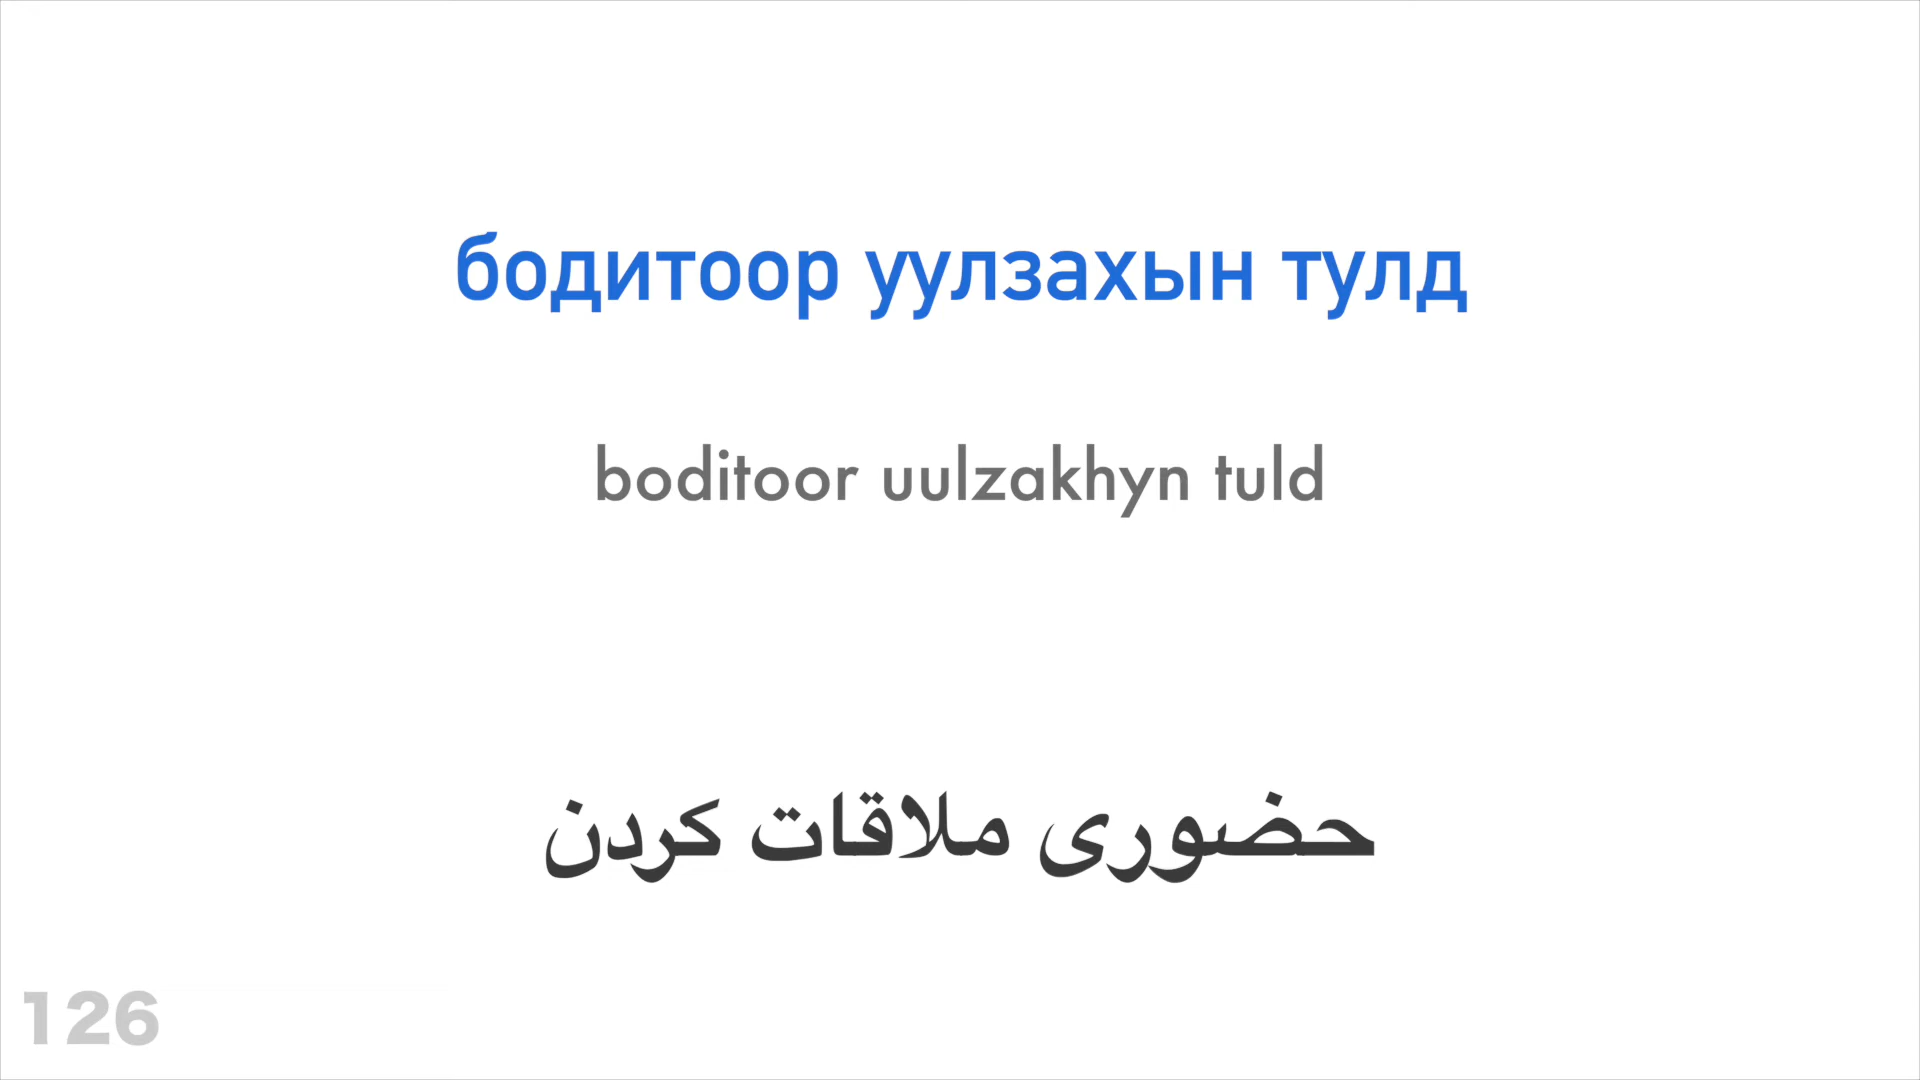 бодитоор уулзахын тулд
boditoor uulzakhyn tuld
حضوری ملاقات کردن
126